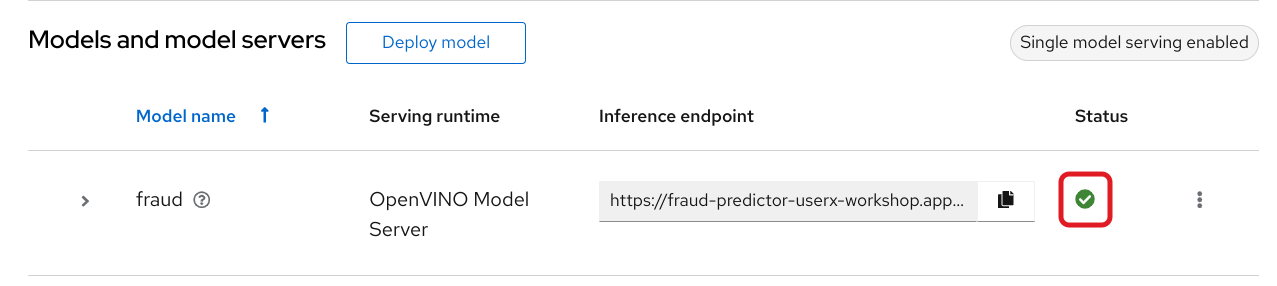 Models and model servers
Deploy model
Single model serving enabled
Model name
Serving runtime
Inference endpoint
Status
fraud
OpenVINO Model
Server
https://fraud-predictor-userx-workshop.app...